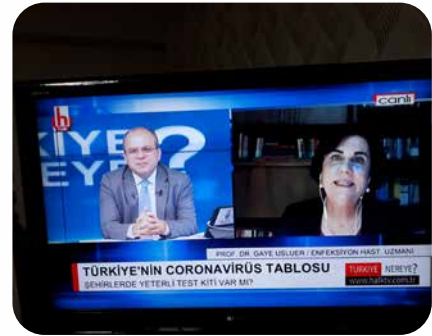 h
canlı
KİYE
EYE?
PROF. DR. GAYE USLUER / ENFEKSİYON HAST. UZMANI
TÜRKİYE'NİN CORONAVİRÜS TABLOSU
TÜRKİYE NEREYE?
ŞEHİRLERDE YETERLİ TEST KİTİ VAR MI?
www.halktv.com.tr